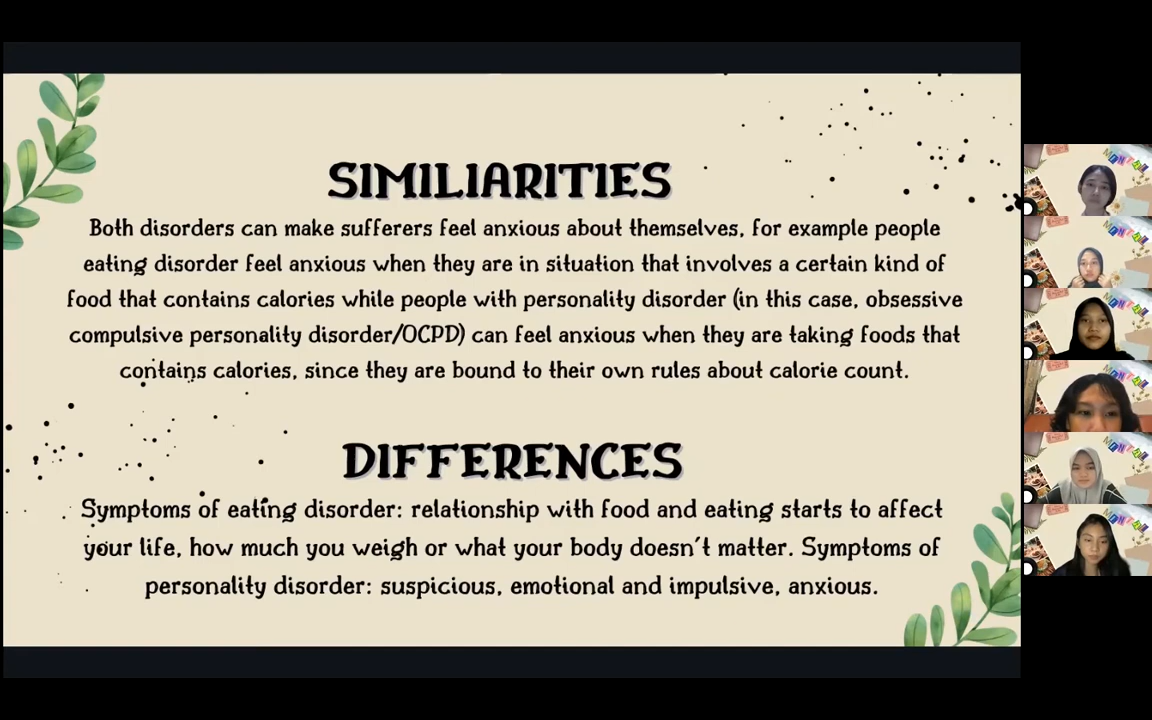 SIMILIARITIES
Both disorders can make sufferers feel anxious about themselves, for example people
eating disorder feel anxious when they are in situation that involves a certain kind of
food that contains calories while people with personality disorder (in this case, obsessive
compulsive personality disorder/OCPD) can feel anxious when they are taking foods that
contains calories, since they are bound to their own rules about calorie count.
DIFFERENCES
Symptoms of eating disorder: relationship with food and eating starts to affect
your life, how much you weigh or what your body doesn't matter. Symptoms of
personality disorder: suspicious, emotional and impulsive, anxious.